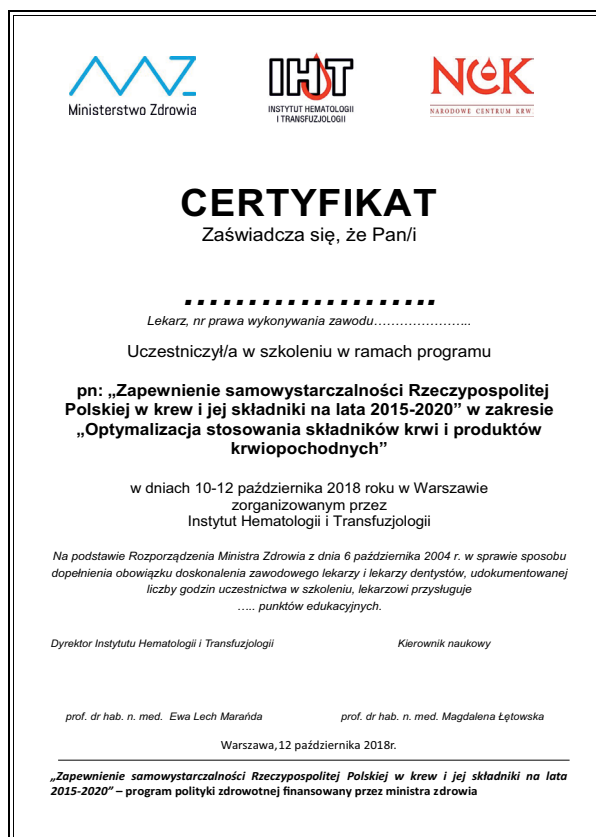 MZ
Ministerstwo Zdrowia
IHIT
INSTYTUT HEMATOLOGII
I TRANSFUZJOLOGII
NCK
NARODOWE CENTRUM KRWI
CERTYFIKAT
Zaświadcza się, że Pan/i
………………….
Lekarz, nr prawa wykonywania zawodu…………………..
Uczestniczył/a w szkoleniu w ramach programu
pn: „Zapewnienie samowystarczalności Rzeczypospolitej
Polskiej w krew i jej składniki na lata 2015-2020” w zakresie
„Optymalizacja stosowania składników krwi i produktów
krwiopochodnych”
w dniach 10-12 października 2018 roku w Warszawie
zorganizowanym przez
Instytut Hematologii i Transfuzjologii
Na podstawie Rozporządzenia Ministra Zdrowia z dnia 6 października 2004 r. w sprawie sposobu
dopełnienia obowiązku doskonalenia zawodowego lekarzy i lekarzy dentystów, udokumentowanej
liczby godzin uczestnictwa w szkoleniu, lekarzowi przysługuje
….. punktów edukacyjnych.
Dyrektor Instytutu Hematologii i Transfuzjologii Kierownik naukowy
prof. dr hab. n. med. Ewa Lech Marańda prof. dr hab. n. med. Magdalena Łętowska
Warszawa,12 października 2018r.
„Zapewnienie samowystarczalności Rzeczypospolitej Polskiej w krew i jej składniki na lata
2015-2020” – program polityki zdrowotnej finansowany przez ministra zdrowia